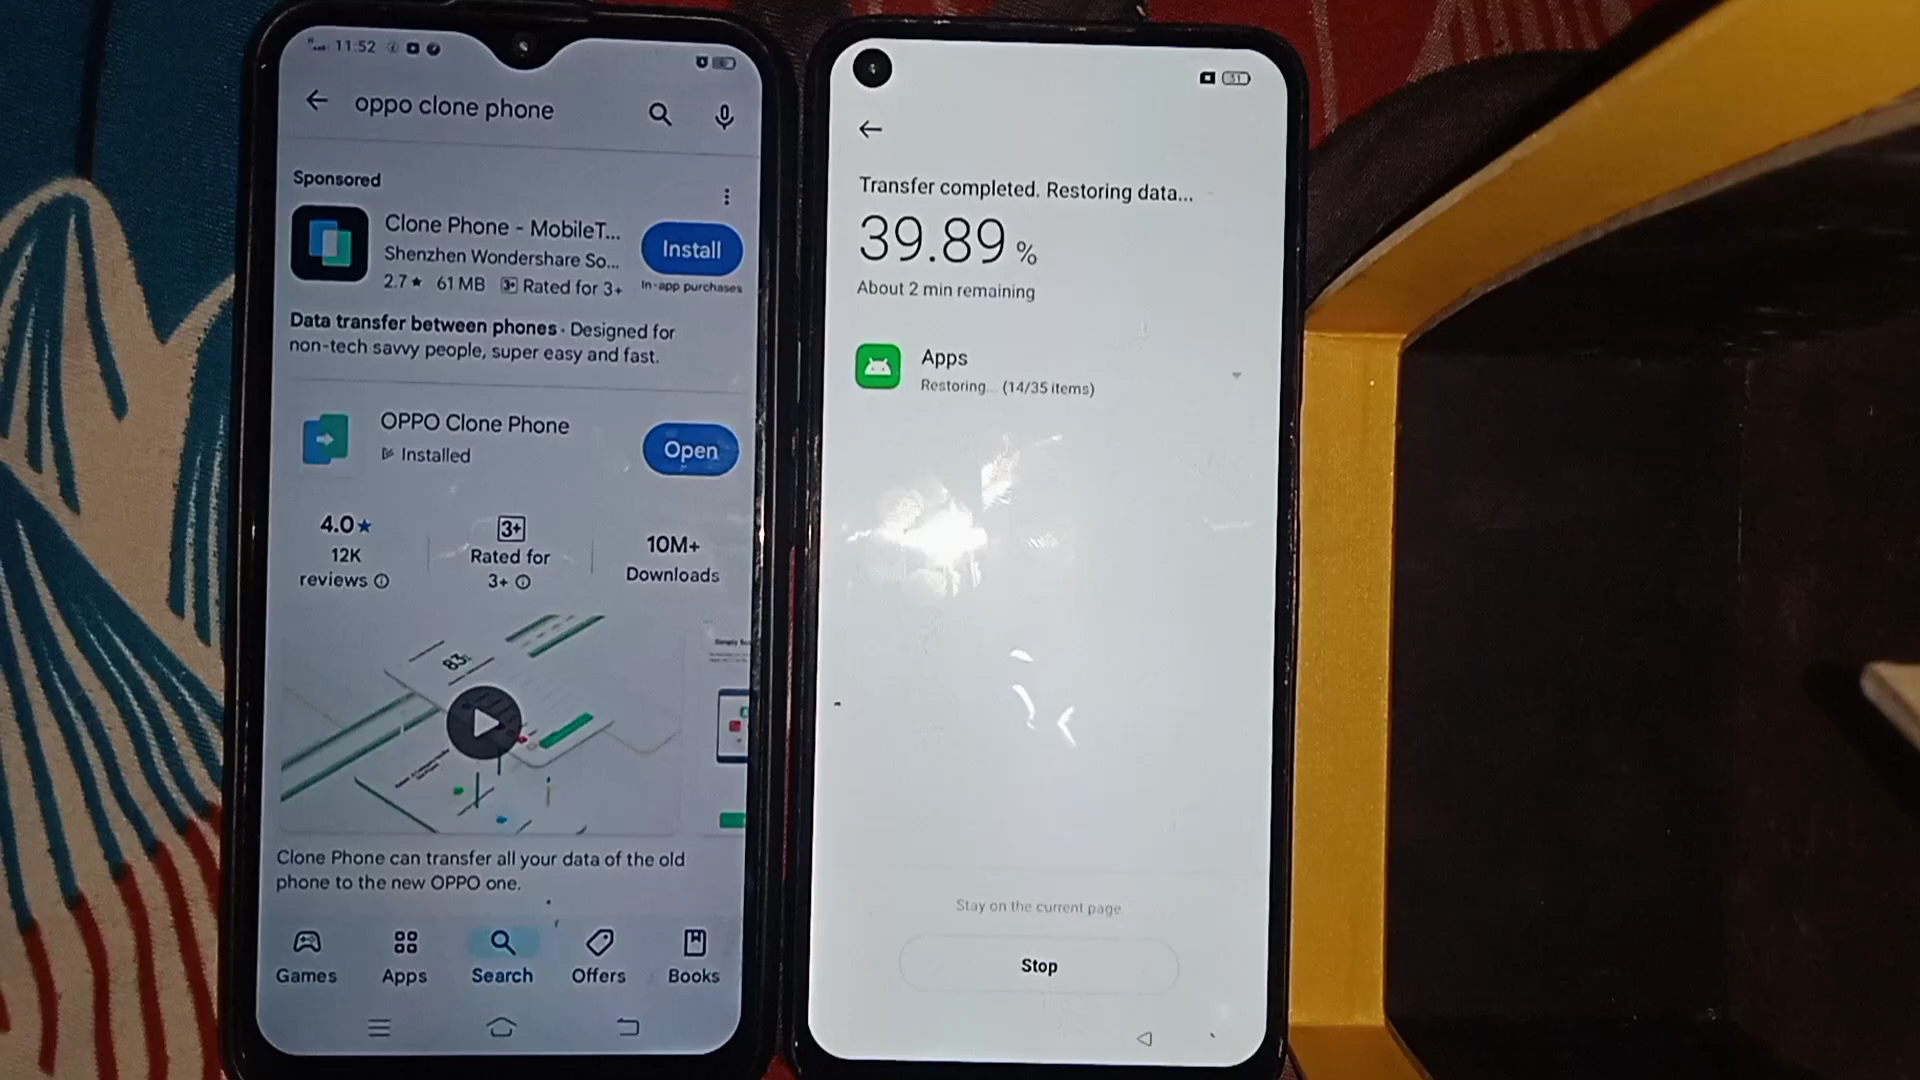 11:52
oppo clone phone
Sponsored
Clone Phone - MobileT...
Shenzhen Wondershare So...
2.7★ 61 MB 3+ Rated for 3+
Install
In-app purchases
Data transfer between phones · Designed for
non-tech savvy people, super easy and fast.
OPPO Clone Phone
Installed
Open
4.0★
12K
reviews
3+
Rated for
3+
10M+
Downloads
Clone Phone can transfer all your data of the old
phone to the new OPPO one.
Games
Apps
Search
Offers
Books
51
Transfer completed. Restoring data...
39.89 %
About 2 min remaining
Apps
Restoring... (14/35 items)
Stay on the current page.
Stop